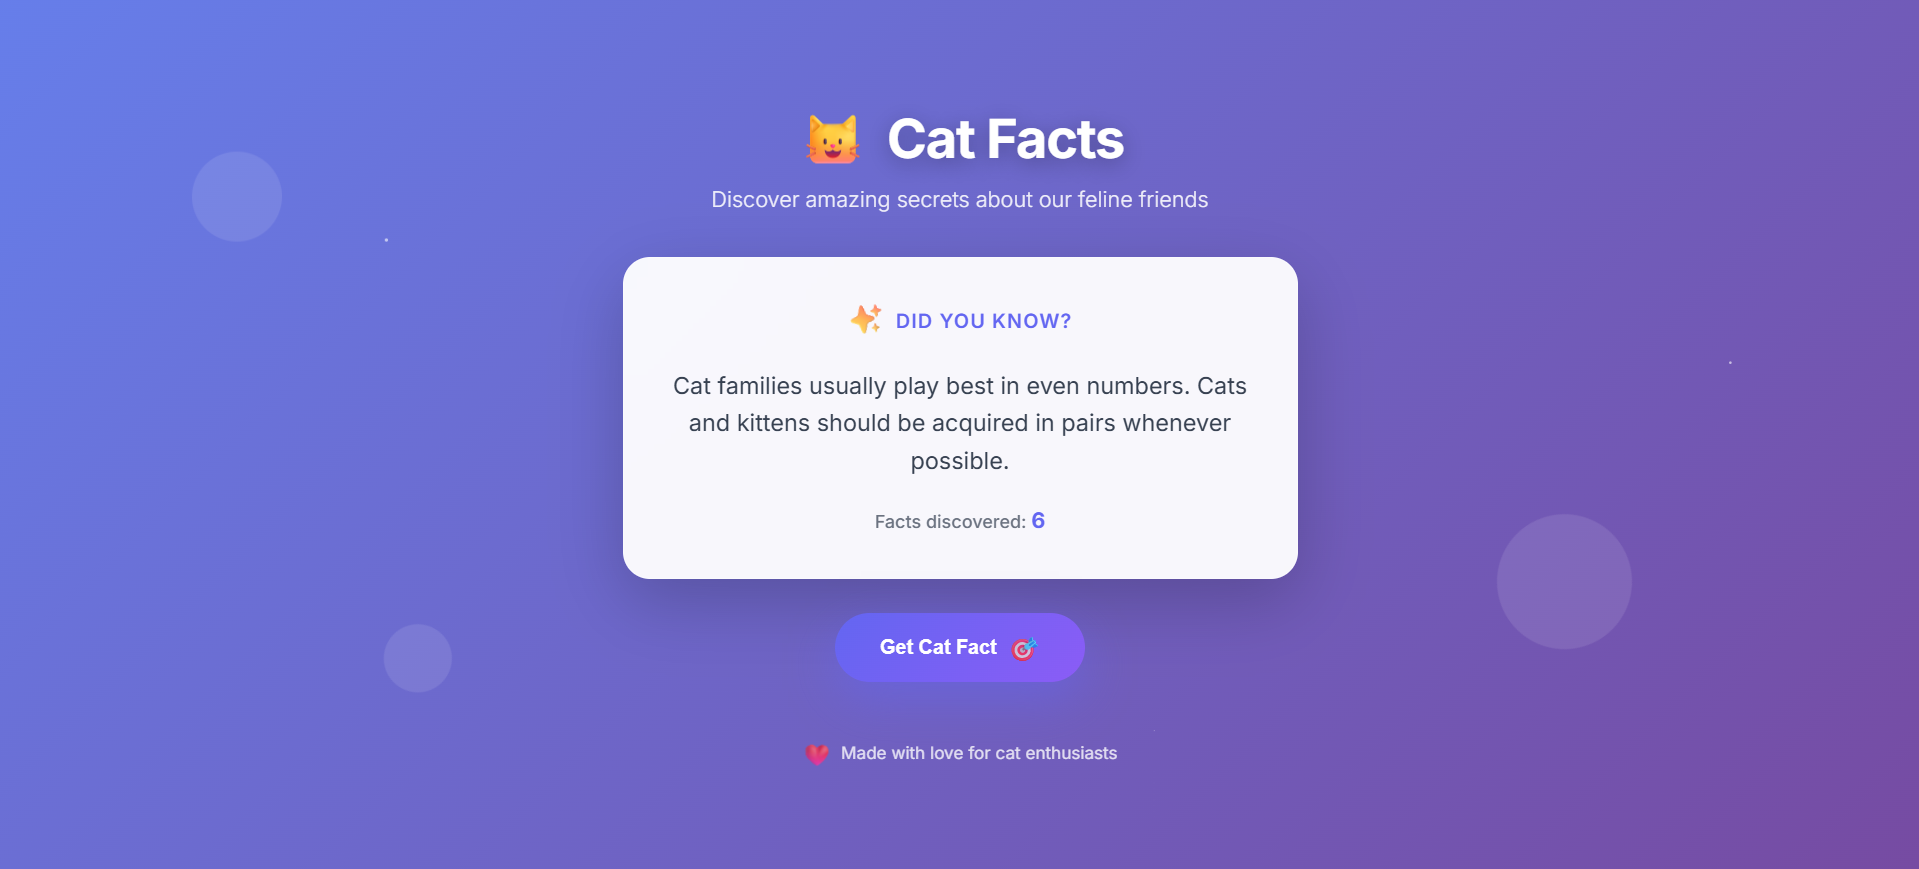 Cat Facts
Discover amazing secrets about our feline friends
DID YOU KNOW?
Cat families usually play best in even numbers. Cats
and kittens should be acquired in pairs whenever
possible.
Facts discovered: 6
Get Cat Fact
Made with love for cat enthusiasts